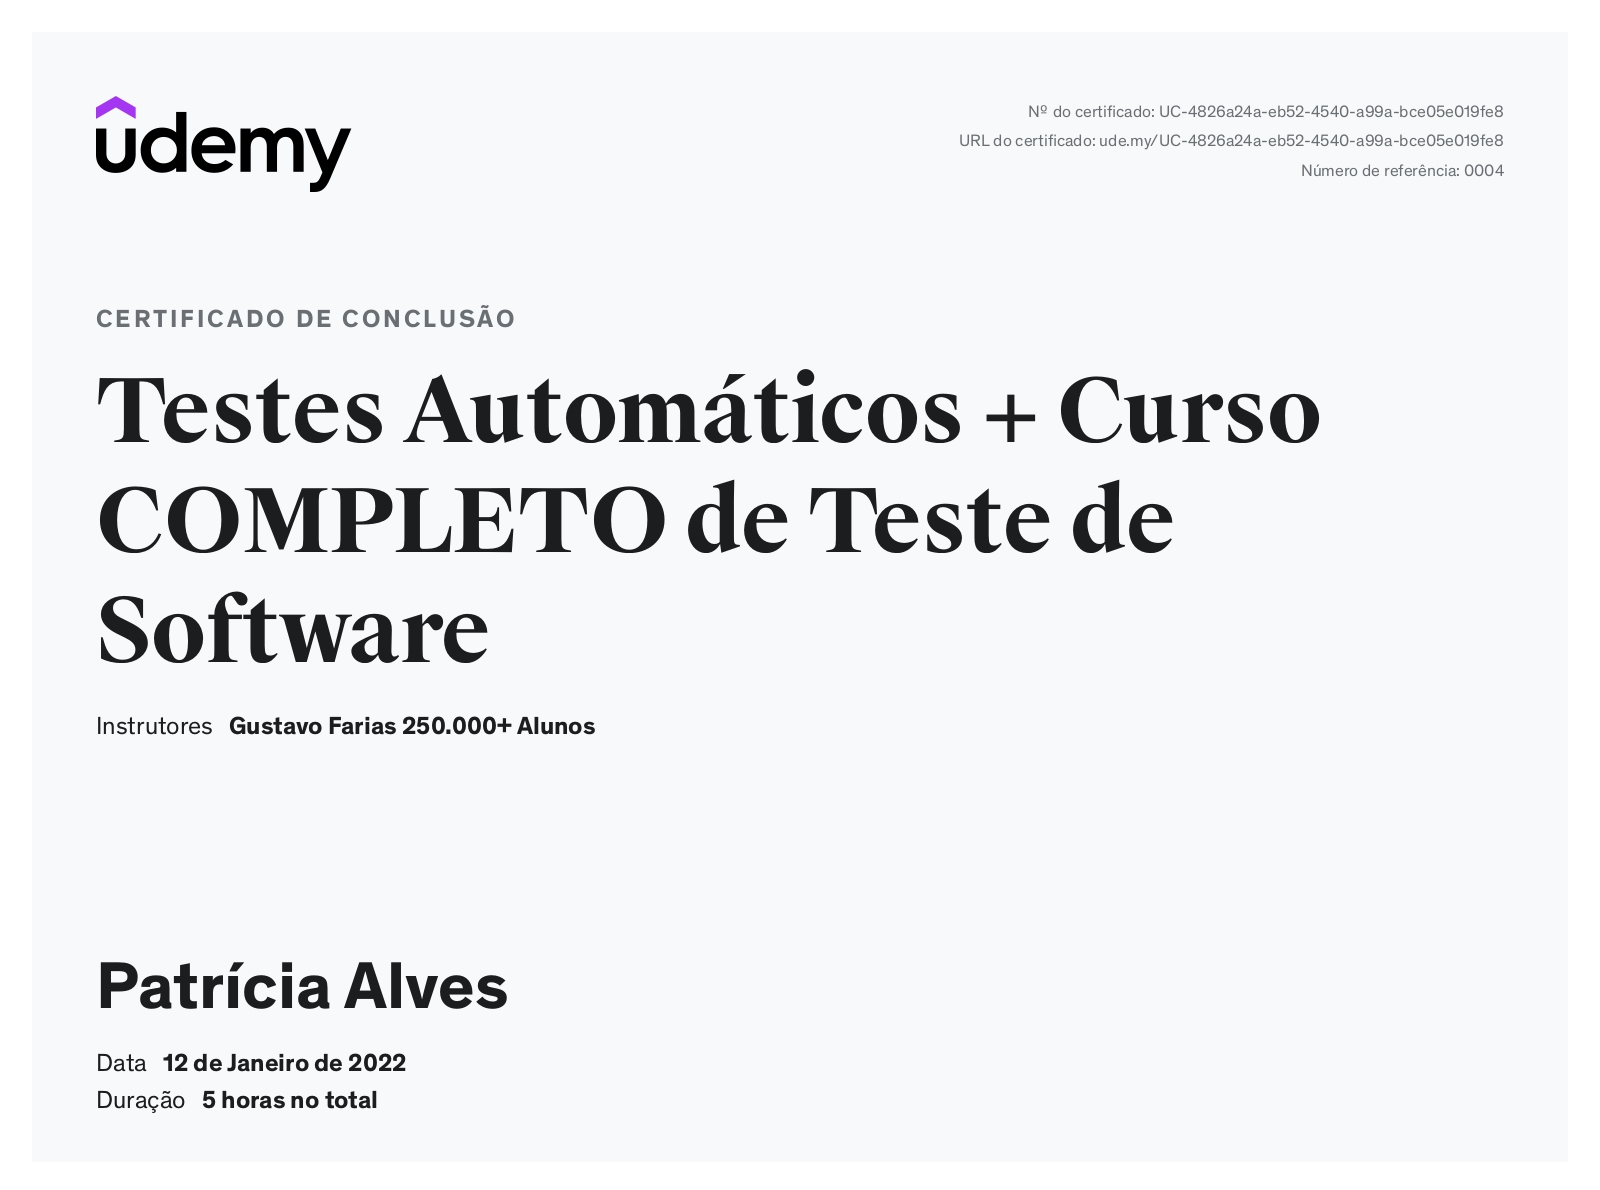 udemy
Nº do certificado: UC-4826a24a-eb52-4540-a99a-bce05e019fe8
URL do certificado: ude.my/UC-4826a24a-eb52-4540-a99a-bce05e019fe8
Número de referência: 0004
CERTIFICADO DE CONCLUSÃO
Testes Automáticos + Curso
COMPLETO de Teste de
Software
Instrutores Gustavo Farias 250.000+ Alunos
Patrícia Alves
Data 12 de Janeiro de 2022
Duração 5 horas no total